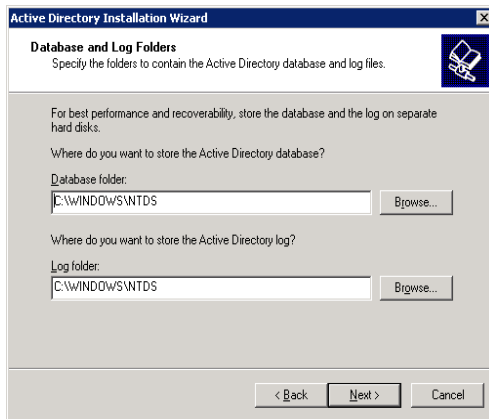 Active Directory Installation Wizard
Database and Log Folders
Specify the folders to contain the Active Directory database and log files.
For best performance and recoverability, store the database and the log on separate
hard disks.
Where do you want to store the Active Directory database?
Database folder:
C:\WINDOWS\NTDS
Browse...
Where do you want to store the Active Directory log?
Log folder:
C:\WINDOWS\NTDS
Browse...
< Back
Next >
Cancel